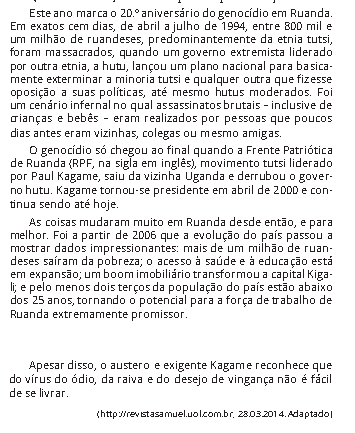 Este ano marca o 20.º aniversário do genocídio em Ruanda.
Em exatos cem dias, de abril a julho de 1994, entre 800 mil e
um milhão de ruandeses, predominantemente da etnia tutsi,
foram massacrados, quando um governo extremista liderado
por outra etnia, a hutu, lançou um plano nacional para basica-
mente exterminar a minoria tutsi e qualquer outra que fizesse
oposição a suas políticas, até mesmo hutus moderados. Foi
um cenário infernal no qual assassinatos brutais – inclusive de
crianças e bebês – eram realizados por pessoas que poucos
dias antes eram vizinhas, colegas ou mesmo amigas.
O genocídio só chegou ao final quando a Frente Patriótica
de Ruanda (RPF, na sigla em inglês), movimento tutsi liderado
por Paul Kagame, saiu da vizinha Uganda e derrubou o gover-
no hutu. Kagame tornou-se presidente em abril de 2000 e con-
tinua sendo até hoje.
As coisas mudaram muito em Ruanda desde então, e para
melhor. Foi a partir de 2006 que a evolução do país passou a
mostrar dados impressionantes: mais de um milhão de ruan-
deses saíram da pobreza; o acesso à saúde e à educação está
em expansão; um boom imobiliário transformou a capital Kiga-
li; e pelo menos dois terços da população do país estão abaixo
dos 25 anos, tornando o potencial para a força de trabalho de
Ruanda extremamente promissor.
Apesar disso, o austero e exigente Kagame reconhece que
do vírus do ódio, da raiva e do desejo de vingança não é fácil
de se livrar.
(http://revistasamuel.uol.com.br, 28.03.2014. Adaptado)